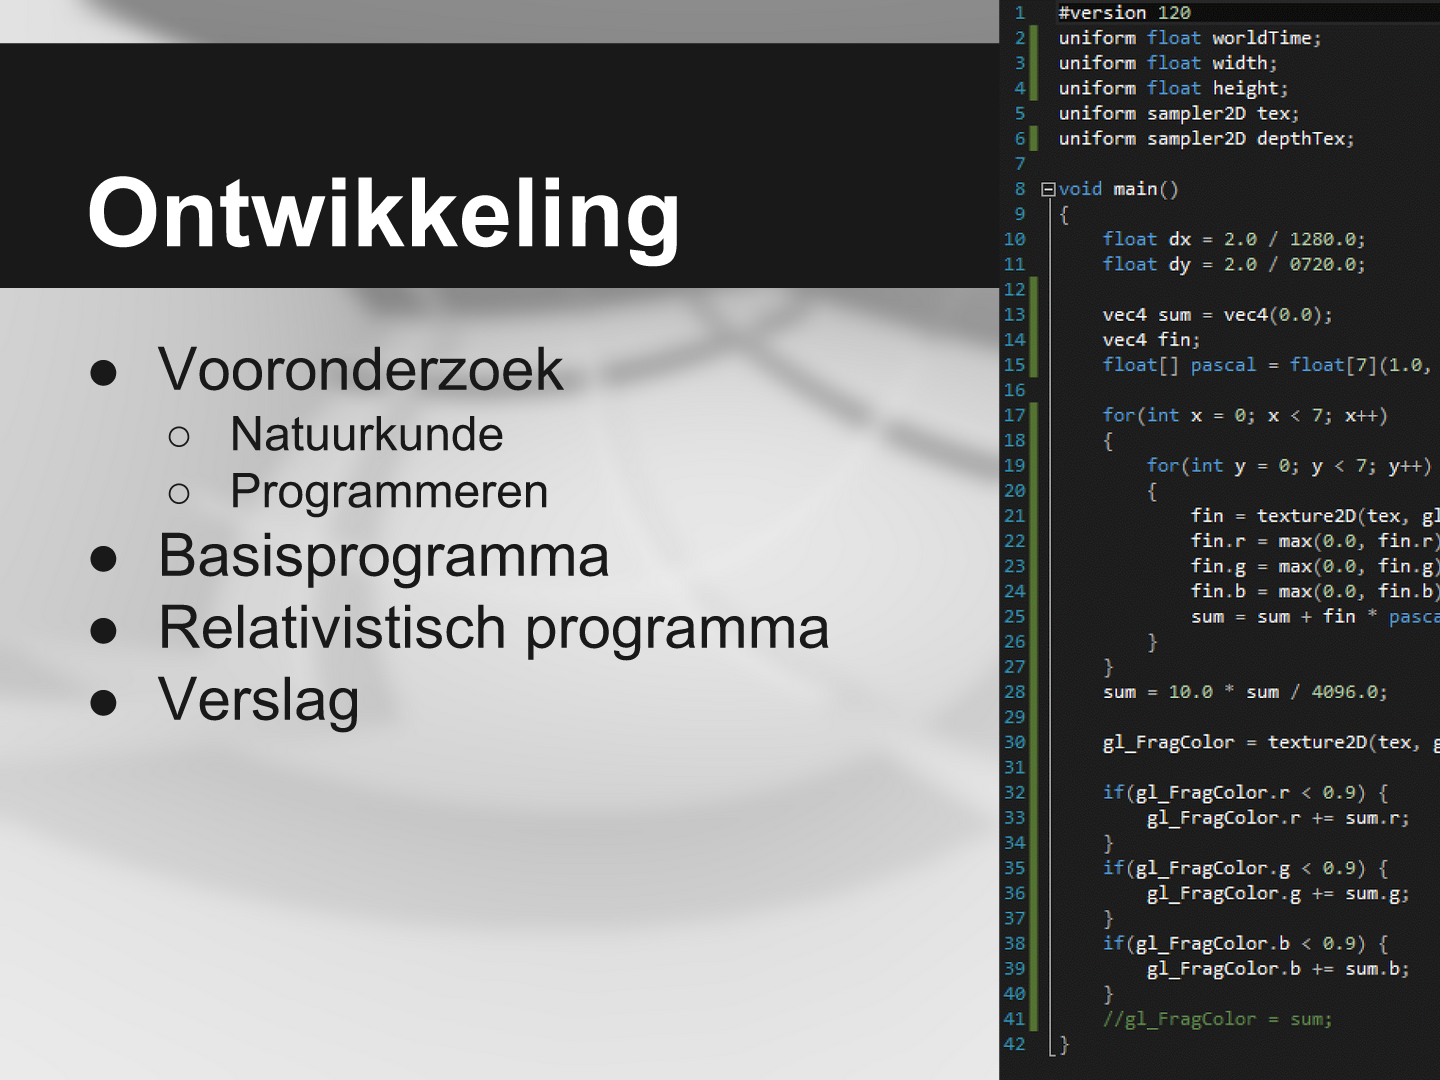 Ontwikkeling
● Vooronderzoek
○ Natuurkunde
○ Programmeren
● Basisprogramma
● Relativistisch programma
● Verslag
1 #version 120
2 uniform float worldTime;
3 uniform float width;
4 uniform float height;
5 uniform sampler2D tex;
6 uniform sampler2D depthTex;
7
8 void main()
9 {
10 float dx = 2.0 / 1280.0;
11 float dy = 2.0 / 0720.0;
12
13 vec4 sum = vec4(0.0);
14 vec4 fin;
15 float[] pascal = float[7](1.0,
16
17 for(int x = 0; x < 7; x++)
18 {
19 for(int y = 0; y < 7; y++)
20 {
21 fin = texture2D(tex, gl
22 fin.r = max(0.0, fin.r)
23 fin.g = max(0.0, fin.g)
24 fin.b = max(0.0, fin.b)
25 sum = sum + fin * pasca
26 }
27 }
28 sum = 10.0 * sum / 4096.0;
29
30 gl_FragColor = texture2D(tex, g
31
32 if(gl_FragColor.r < 0.9) {
33 gl_FragColor.r += sum.r;
34 }
35 if(gl_FragColor.g < 0.9) {
36 gl_FragColor.g += sum.g;
37 }
38 if(gl_FragColor.b < 0.9) {
39 gl_FragColor.b += sum.b;
40 }
41 //gl_FragColor = sum;
42 }